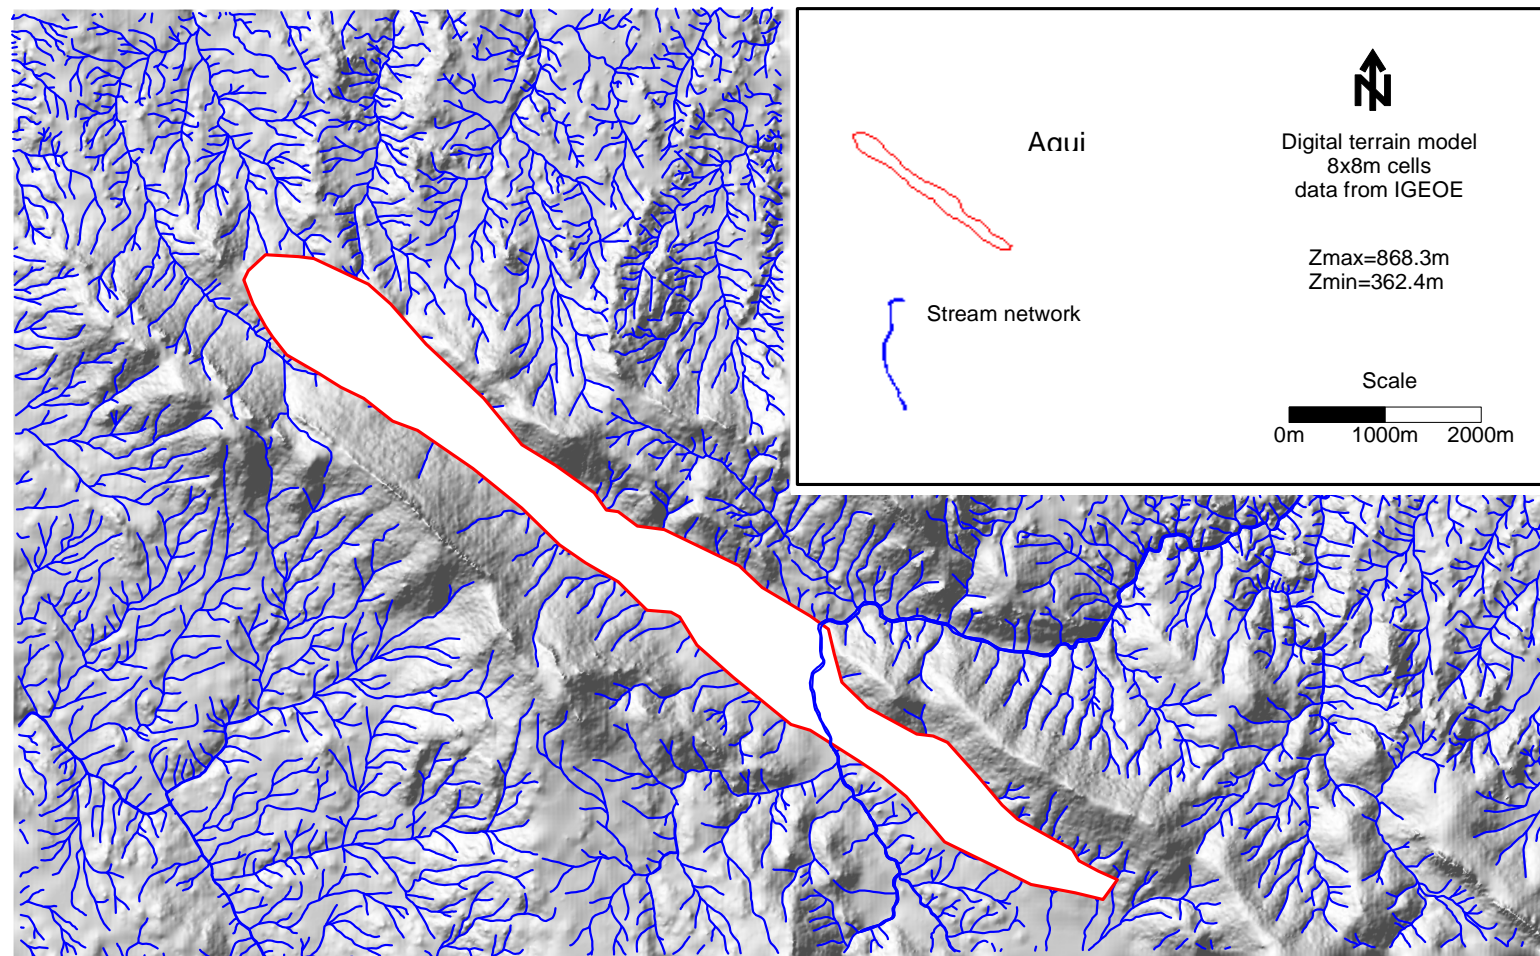 Aqui
Digital terrain model
8x8m cells
data from IGEOE
Zmax=868.3m
Zmin=362.4m
Stream network
Scale
0m 1000m 2000m